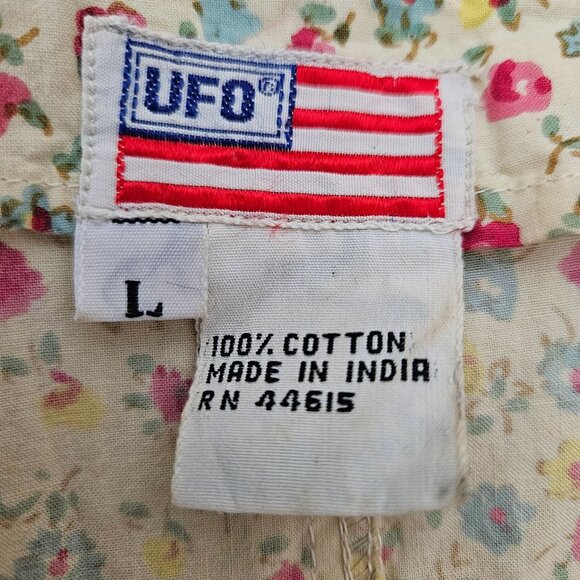 UFO®
L
100% COTTON
MADE IN INDIA
RN 44615